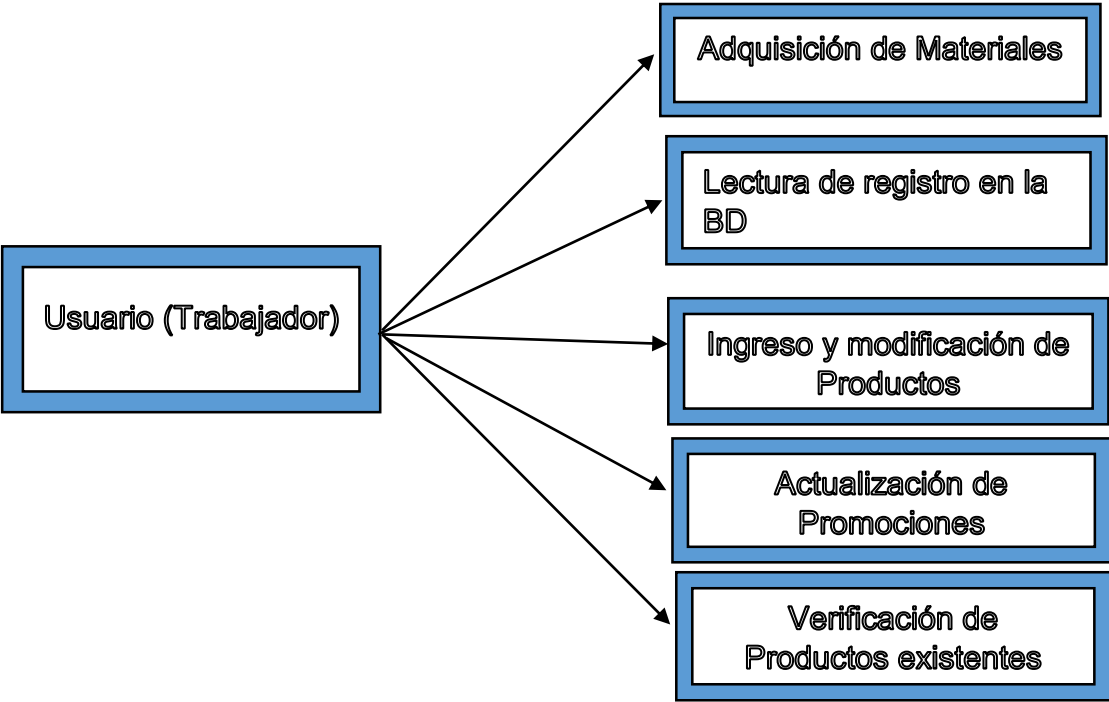 Usuario (Trabajador)
Adquisición de Materiales
Lectura de registro en la
BD
Ingreso y modificación de
Productos
Actualización de
Promociones
Verificación de
Productos existentes